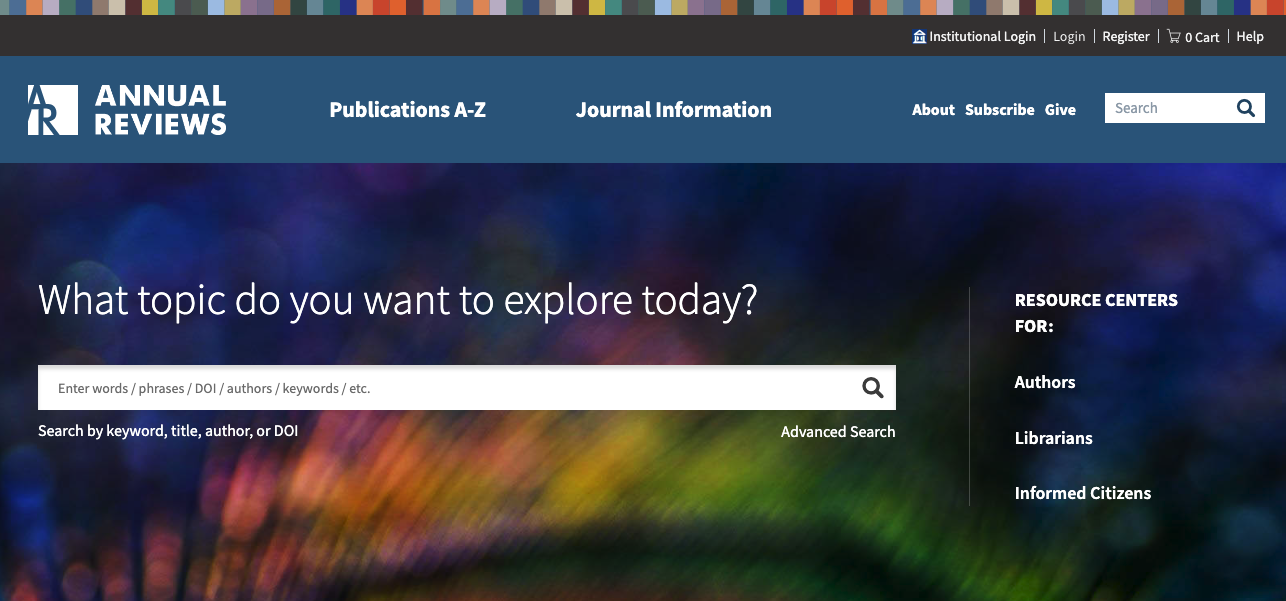 Institutional Login
Login
Register
0 Cart
Help
AR
ANNUAL
REVIEWS
Publications A-Z
Journal Information
About
Subscribe
Give
Search
What topic do you want to explore today?
Enter words / phrases / DOI / authors / keywords / etc.
Search by keyword, title, author, or DOI
Advanced Search
RESOURCE CENTERS
FOR:
Authors
Librarians
Informed Citizens